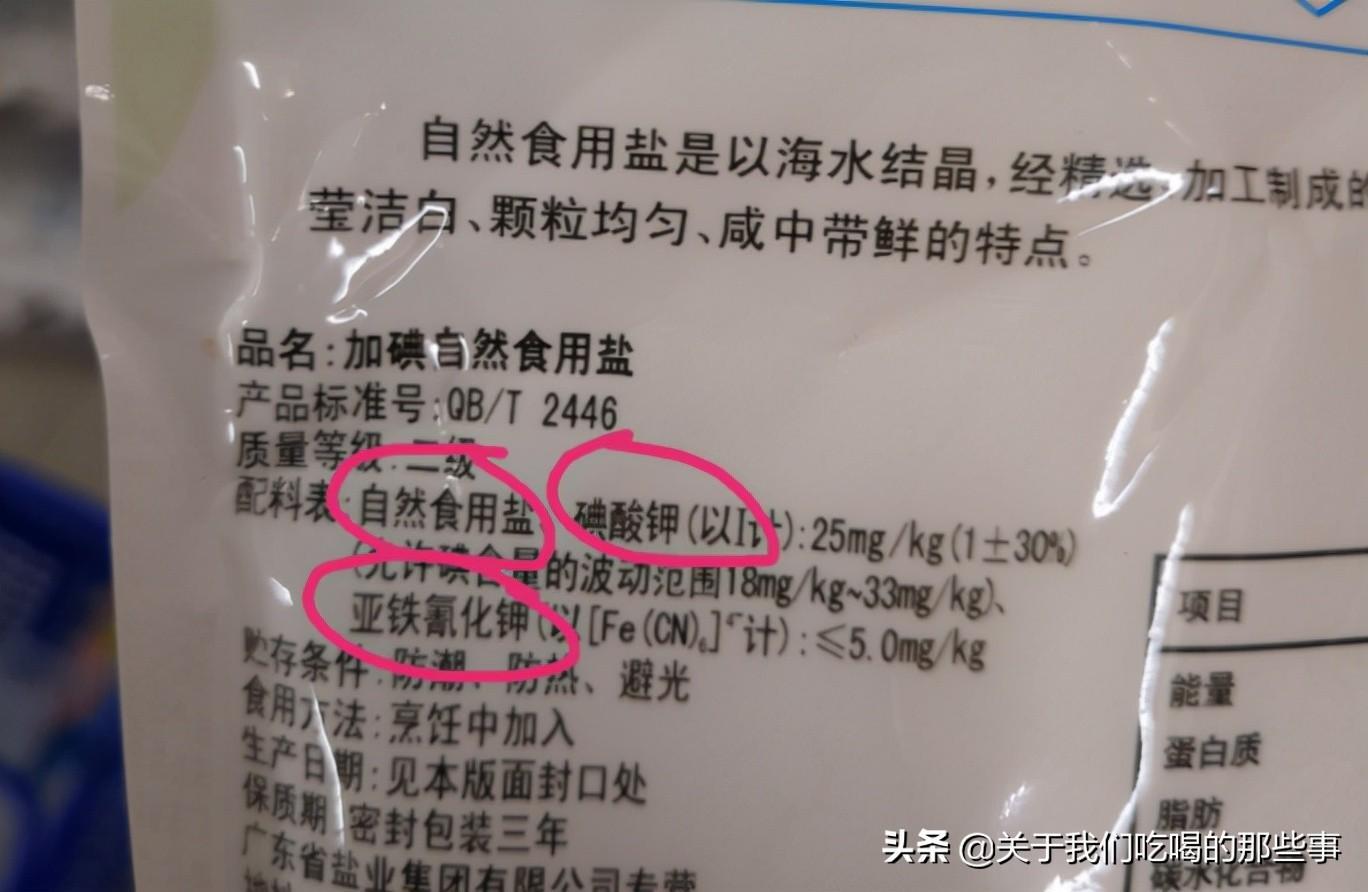 自然食用盐是以海水结晶,经精选、加工制成的
莹洁白、颗粒均匀、咸中带鲜的特点。
品名:加碘自然食用盐
产品标准号:QB/T 2446
质量等级:二级
配料表:自然食用盐、碘酸钾(以I计):25mg/kg(1±30%)
(允许碘含量的波动范围18mg/kg~33mg/kg)、
亚铁氰化钾(以[Fe(CN)₆]⁴⁻计):≤5.0mg/kg
贮存条件:防潮、防热、避光
食用方法:烹饪中加入
生产日期:见本版面封口处
保质期:密封包装三年
广东省盐业集团有限公司专营
项目
能量
蛋白质
脂肪
碳水化合物
头条 @关于我们吃喝的那些事